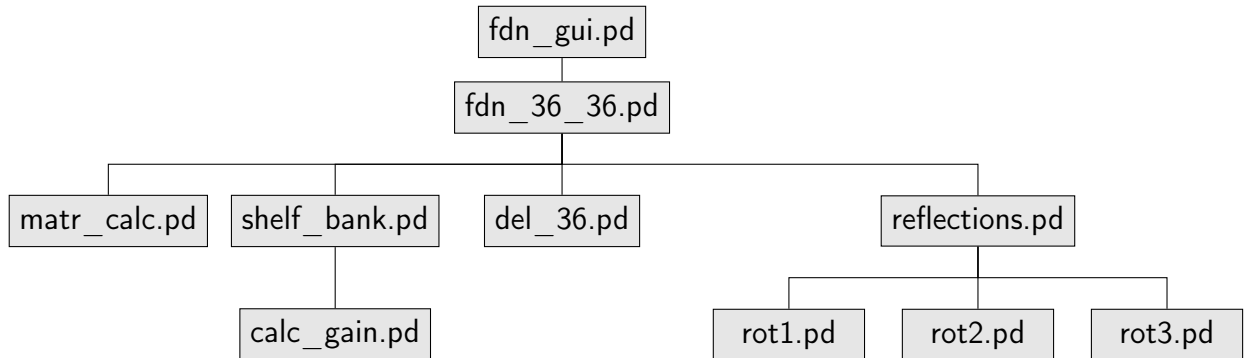 fdn_gui.pd
fdn_36_36.pd
matr_calc.pd
shelf_bank.pd
del_36.pd
reflections.pd
calc_gain.pd
rot1.pd
rot2.pd
rot3.pd